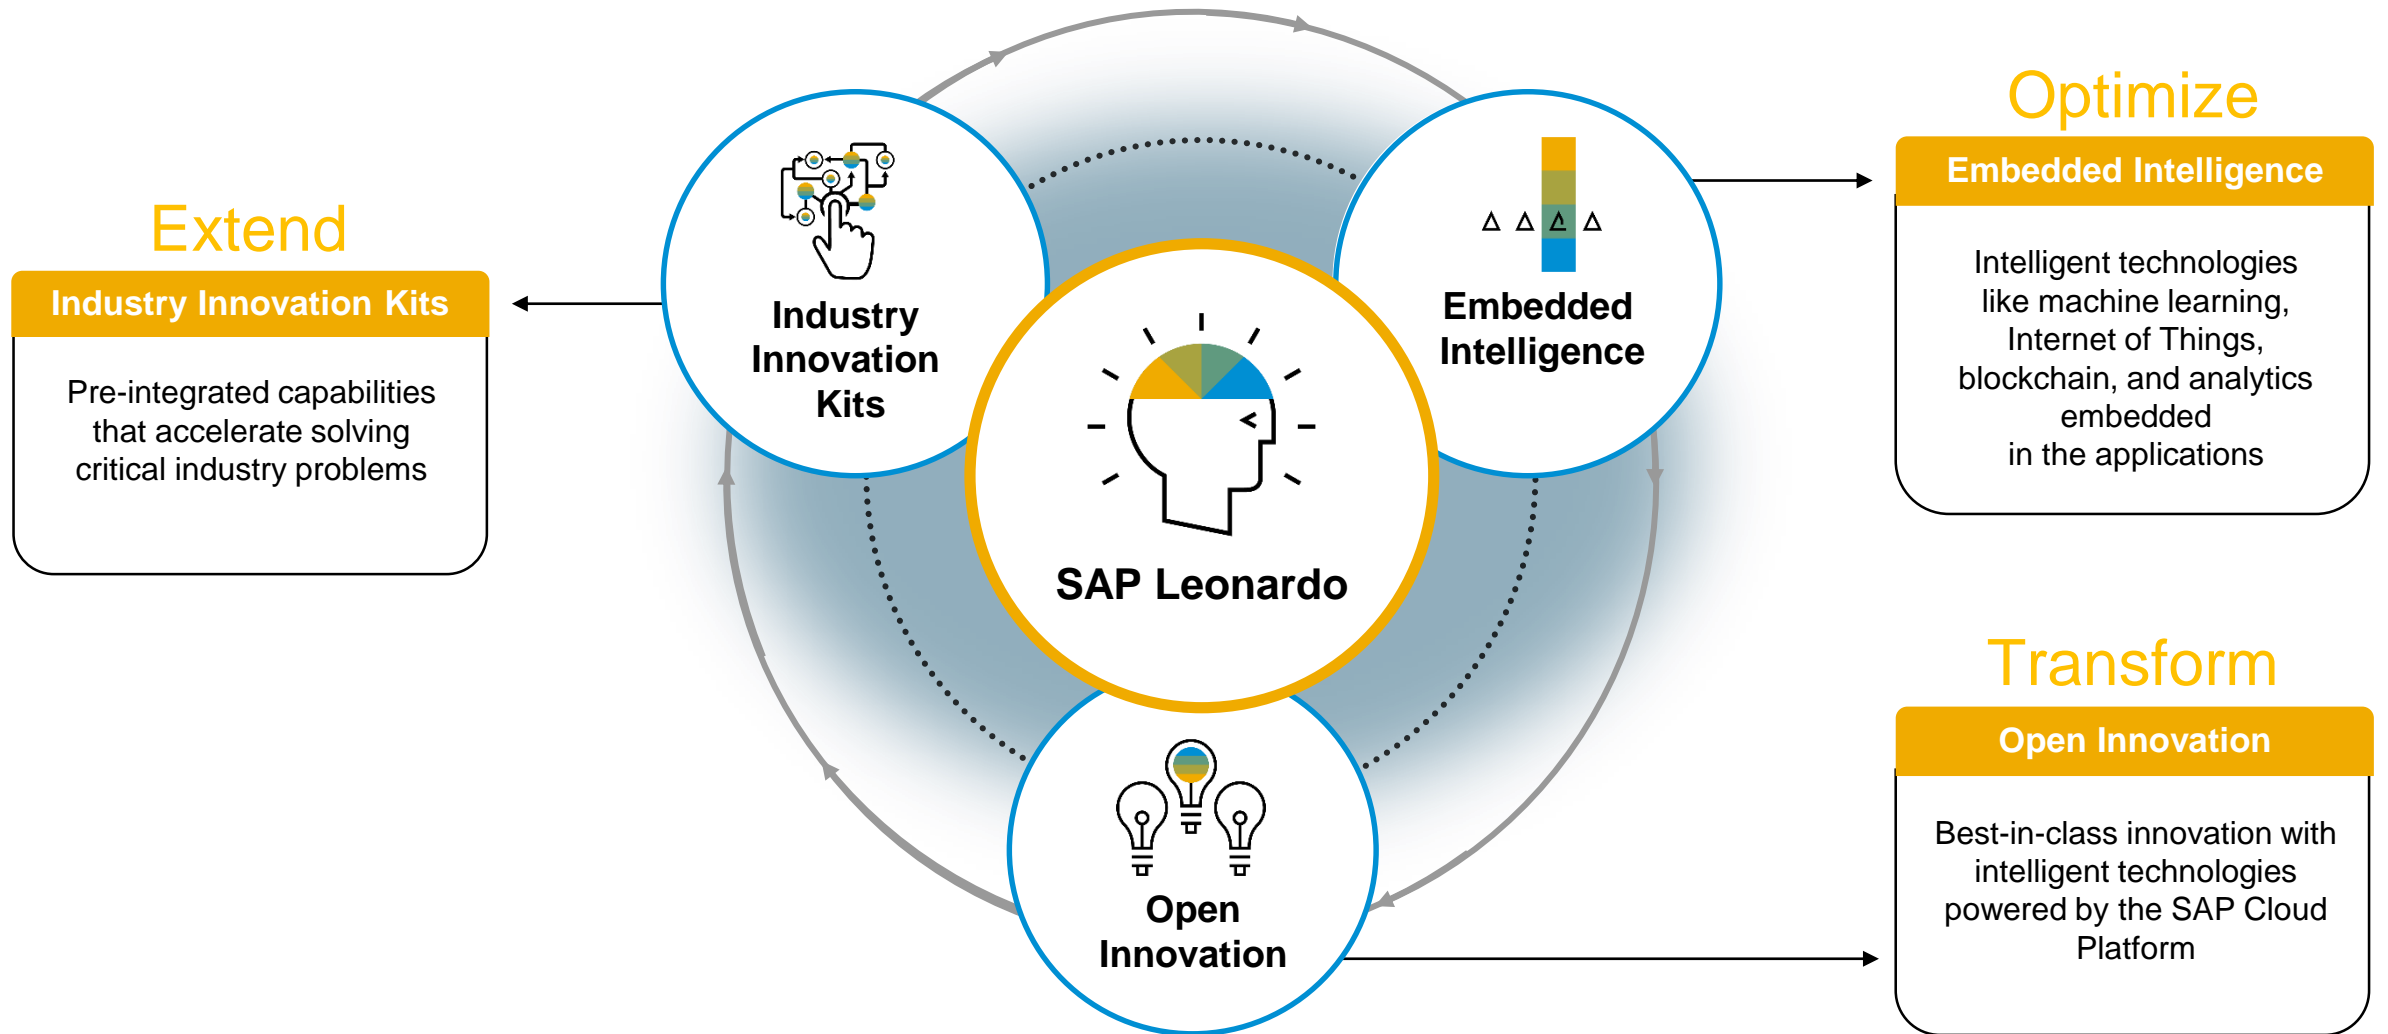 Extend
Industry Innovation Kits
Pre-integrated capabilities
that accelerate solving
critical industry problems
Industry
Innovation
Kits
Embedded
Intelligence
SAP Leonardo
Open
Innovation
Optimize
Embedded Intelligence
Intelligent technologies
like machine learning,
Internet of Things,
blockchain, and analytics
embedded
in the applications
Transform
Open Innovation
Best-in-class innovation with
intelligent technologies
powered by the SAP Cloud
Platform